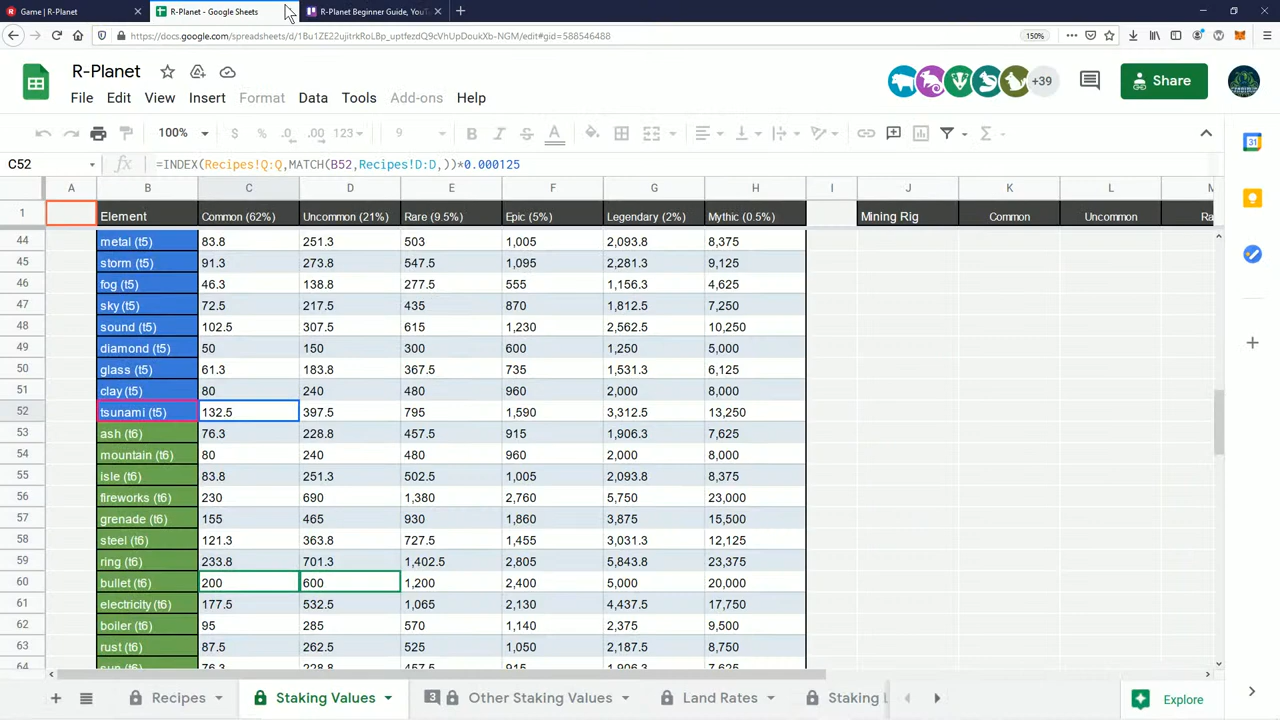 Game | R-Planet
R-Planet - Google Sheets
R-Planet Beginner Guide, YouT
https://docs.google.com/spreadsheets/d/1Bu1ZE22ujitrkRoLBp_uptfezdQ9cVhUpDoukXb-NGM/edit#gid=588546488
150%
R-Planet
+39
Share
File Edit View Insert Format Data Tools Add-ons Help
100% $ % .0 .00 123 9 B I S A
C52 fx =INDEX(Recipes!Q:Q,MATCH(B52,Recipes!D:D,))*0.000125
A B C D E F G H I J K L M
1 Element Common (62%) Uncommon (21%) Rare (9.5%) Epic (5%) Legendary (2%) Mythic (0.5%) Mining Rig Common Uncommon Ra
44 metal (t5) 83.8 251.3 503 1,005 2,093.8 8,375
45 storm (t5) 91.3 273.8 547.5 1,095 2,281.3 9,125
46 fog (t5) 46.3 138.8 277.5 555 1,156.3 4,625
47 sky (t5) 72.5 217.5 435 870 1,812.5 7,250
48 sound (t5) 102.5 307.5 615 1,230 2,562.5 10,250
49 diamond (t5) 50 150 300 600 1,250 5,000
50 glass (t5) 61.3 183.8 367.5 735 1,531.3 6,125
51 clay (t5) 80 240 480 960 2,000 8,000
52 tsunami (t5) 132.5 397.5 795 1,590 3,312.5 13,250
53 ash (t6) 76.3 228.8 457.5 915 1,906.3 7,625
54 mountain (t6) 80 240 480 960 2,000 8,000
55 isle (t6) 83.8 251.3 502.5 1,005 2,093.8 8,375
56 fireworks (t6) 230 690 1,380 2,760 5,750 23,000
57 grenade (t6) 155 465 930 1,860 3,875 15,500
58 steel (t6) 121.3 363.8 727.5 1,455 3,031.3 12,125
59 ring (t6) 233.8 701.3 1,402.5 2,805 5,843.8 23,375
60 bullet (t6) 200 600 1,200 2,400 5,000 20,000
61 electricity (t6) 177.5 532.5 1,065 2,130 4,437.5 17,750
62 boiler (t6) 95 285 570 1,140 2,375 9,500
63 rust (t6) 87.5 262.5 525 1,050 2,187.5 8,750
64 sun (t6) 76.3 228.8 457.5 915 1,906.3 7,625
Recipes Staking Values 3 Other Staking Values Land Rates Staking L Explore
31